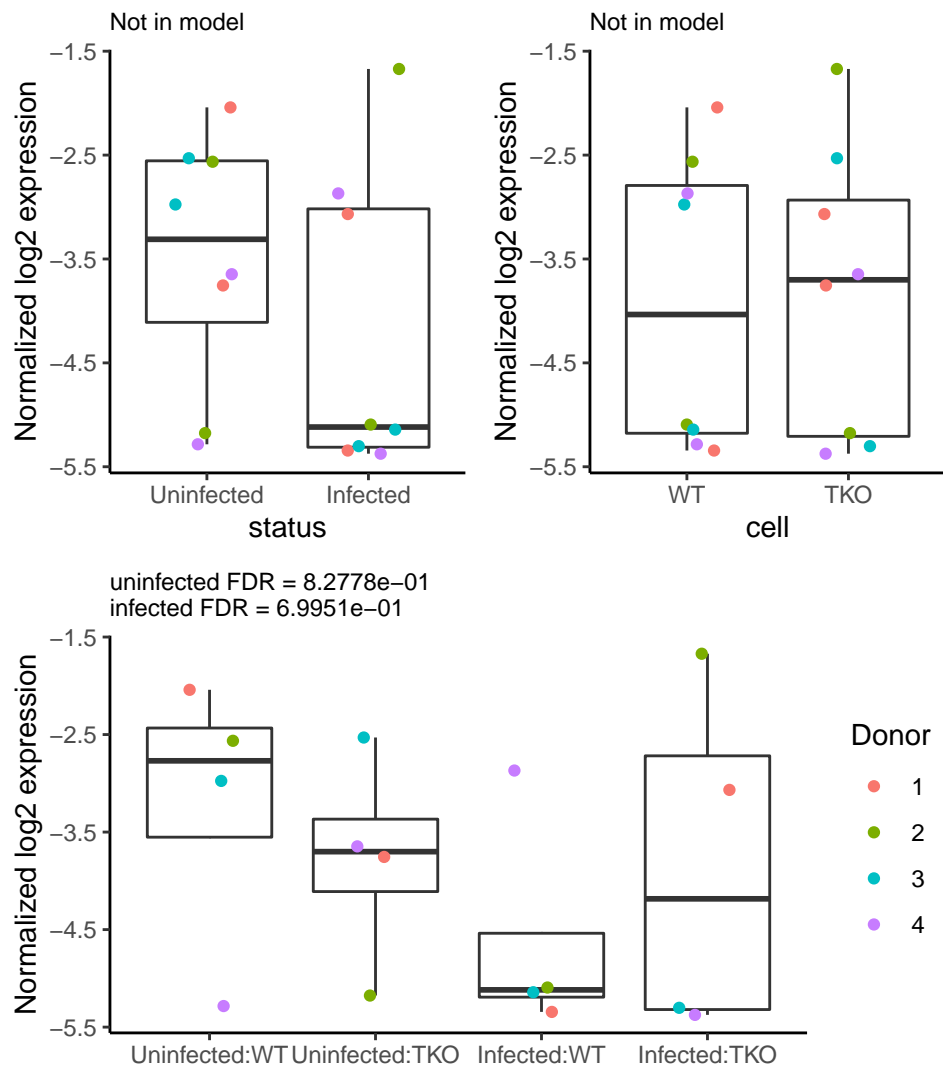 Not in model
Normalized log2 expression
−1.5
−2.5
−3.5
−4.5
−5.5
Uninfected
Infected
status
Not in model
Normalized log2 expression
−1.5
−2.5
−3.5
−4.5
−5.5
WT
TKO
cell
uninfected FDR = 8.2778e−01
infected FDR = 6.9951e−01
Normalized log2 expression
−1.5
−2.5
−3.5
−4.5
−5.5
Uninfected:WT
Uninfected:TKO
Infected:WT
Infected:TKO
Donor
1
2
3
4